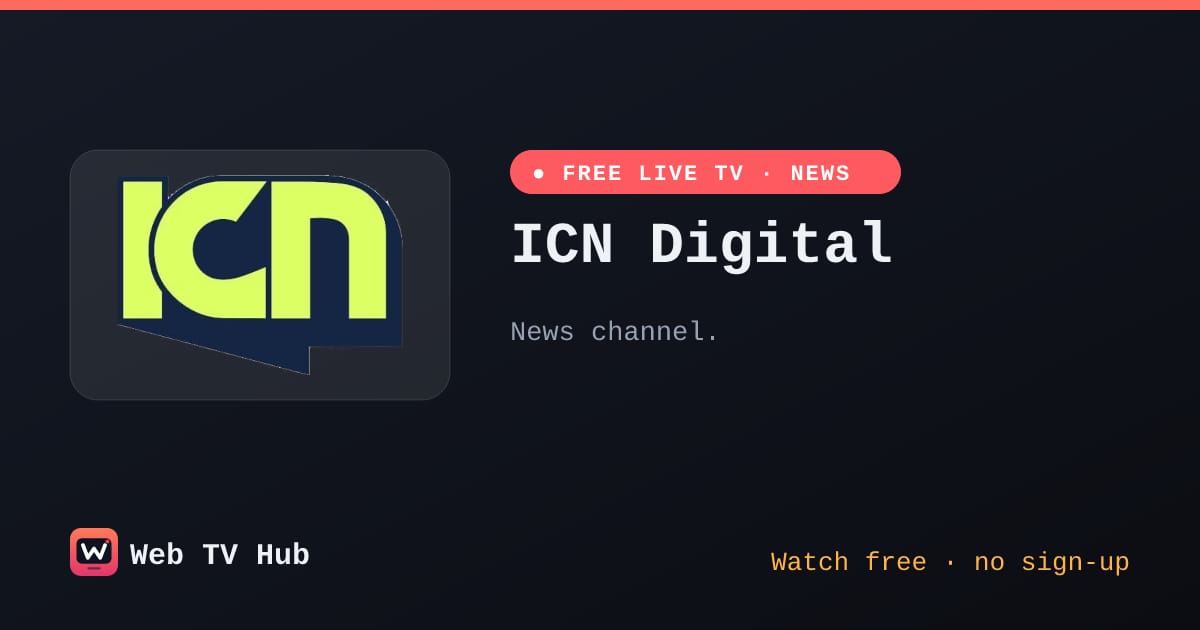 ICN
● FREE LIVE TV · NEWS
ICN Digital
News channel.
W
Web TV Hub
Watch free · no sign-up